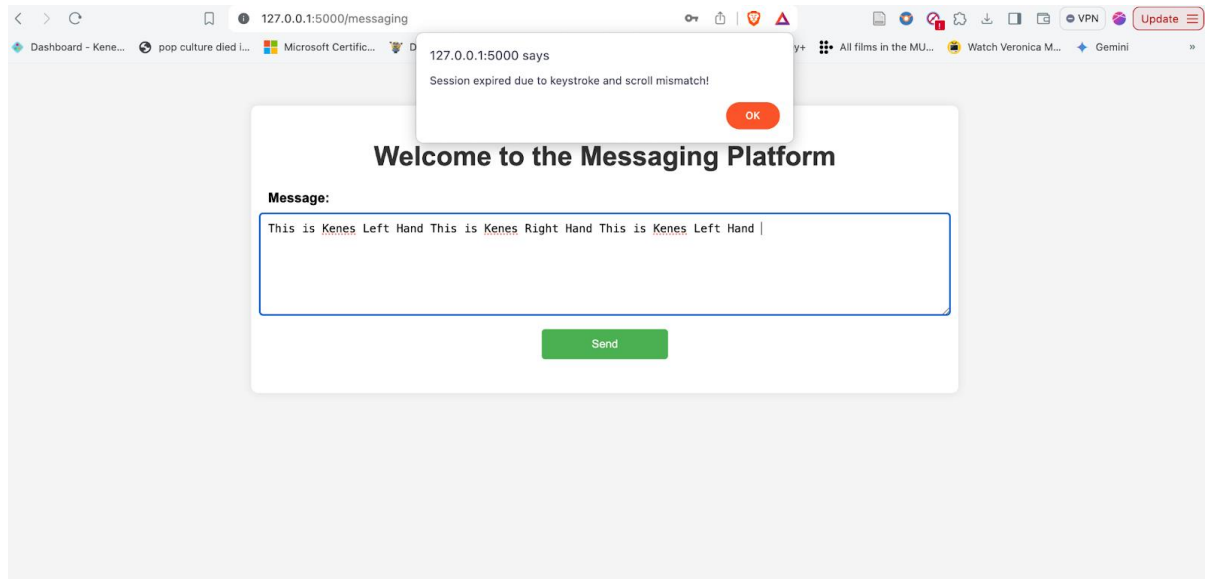 127.0.0.1:5000/messaging
VPN
Update
Dashboard - Kene...
pop culture died i...
Microsoft Certific...
D
y+
All films in the MU...
Watch Veronica M...
Gemini
»
127.0.0.1:5000 says
Session expired due to keystroke and scroll mismatch!
OK
Welcome to the Messaging Platform
Message:
This is Kenes Left Hand This is Kenes Right Hand This is Kenes Left Hand
Send